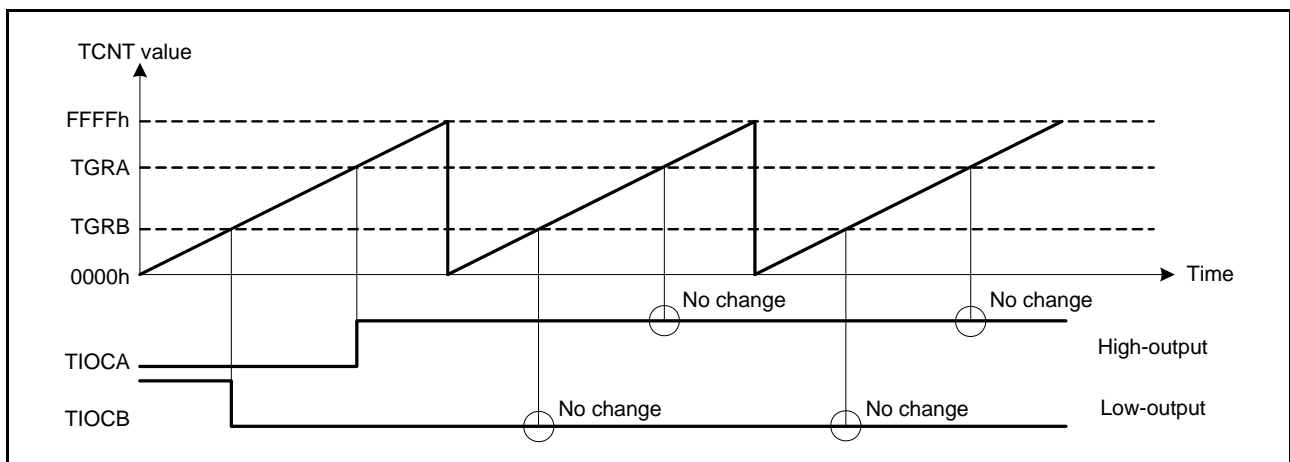 TCNT value
FFFFh
TGRA
TGRB
0000h
Time
No change
No change
TIOCA
High-output
No change
No change
TIOCB
Low-output